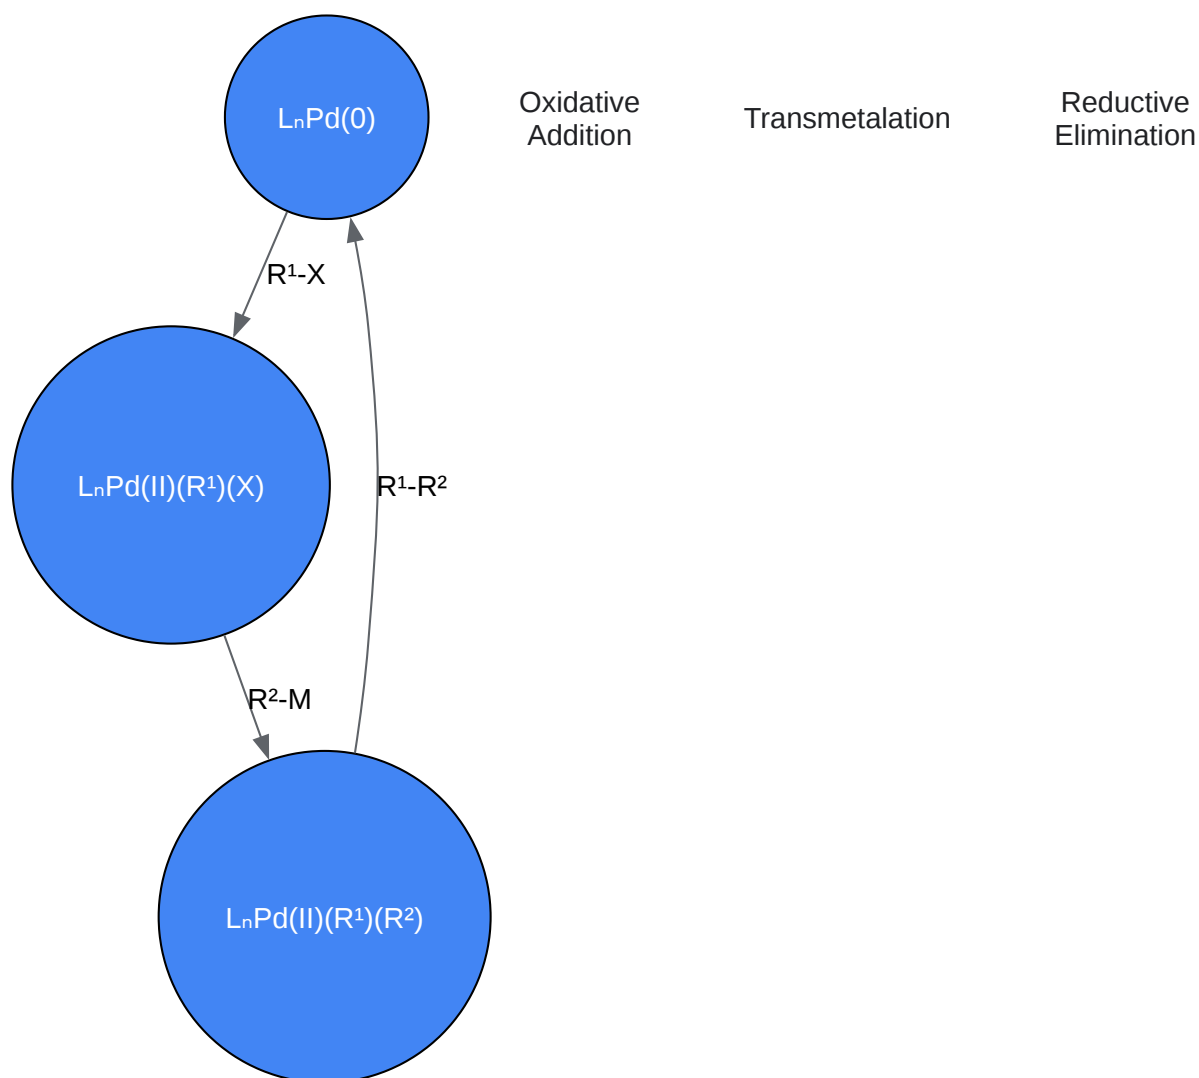 LₙPd(0)
Oxidative
Addition
Transmetalation
Reductive
Elimination
R¹-X
LₙPd(II)(R¹)(X)
R¹-R²
R²-M
LₙPd(II)(R¹)(R²)